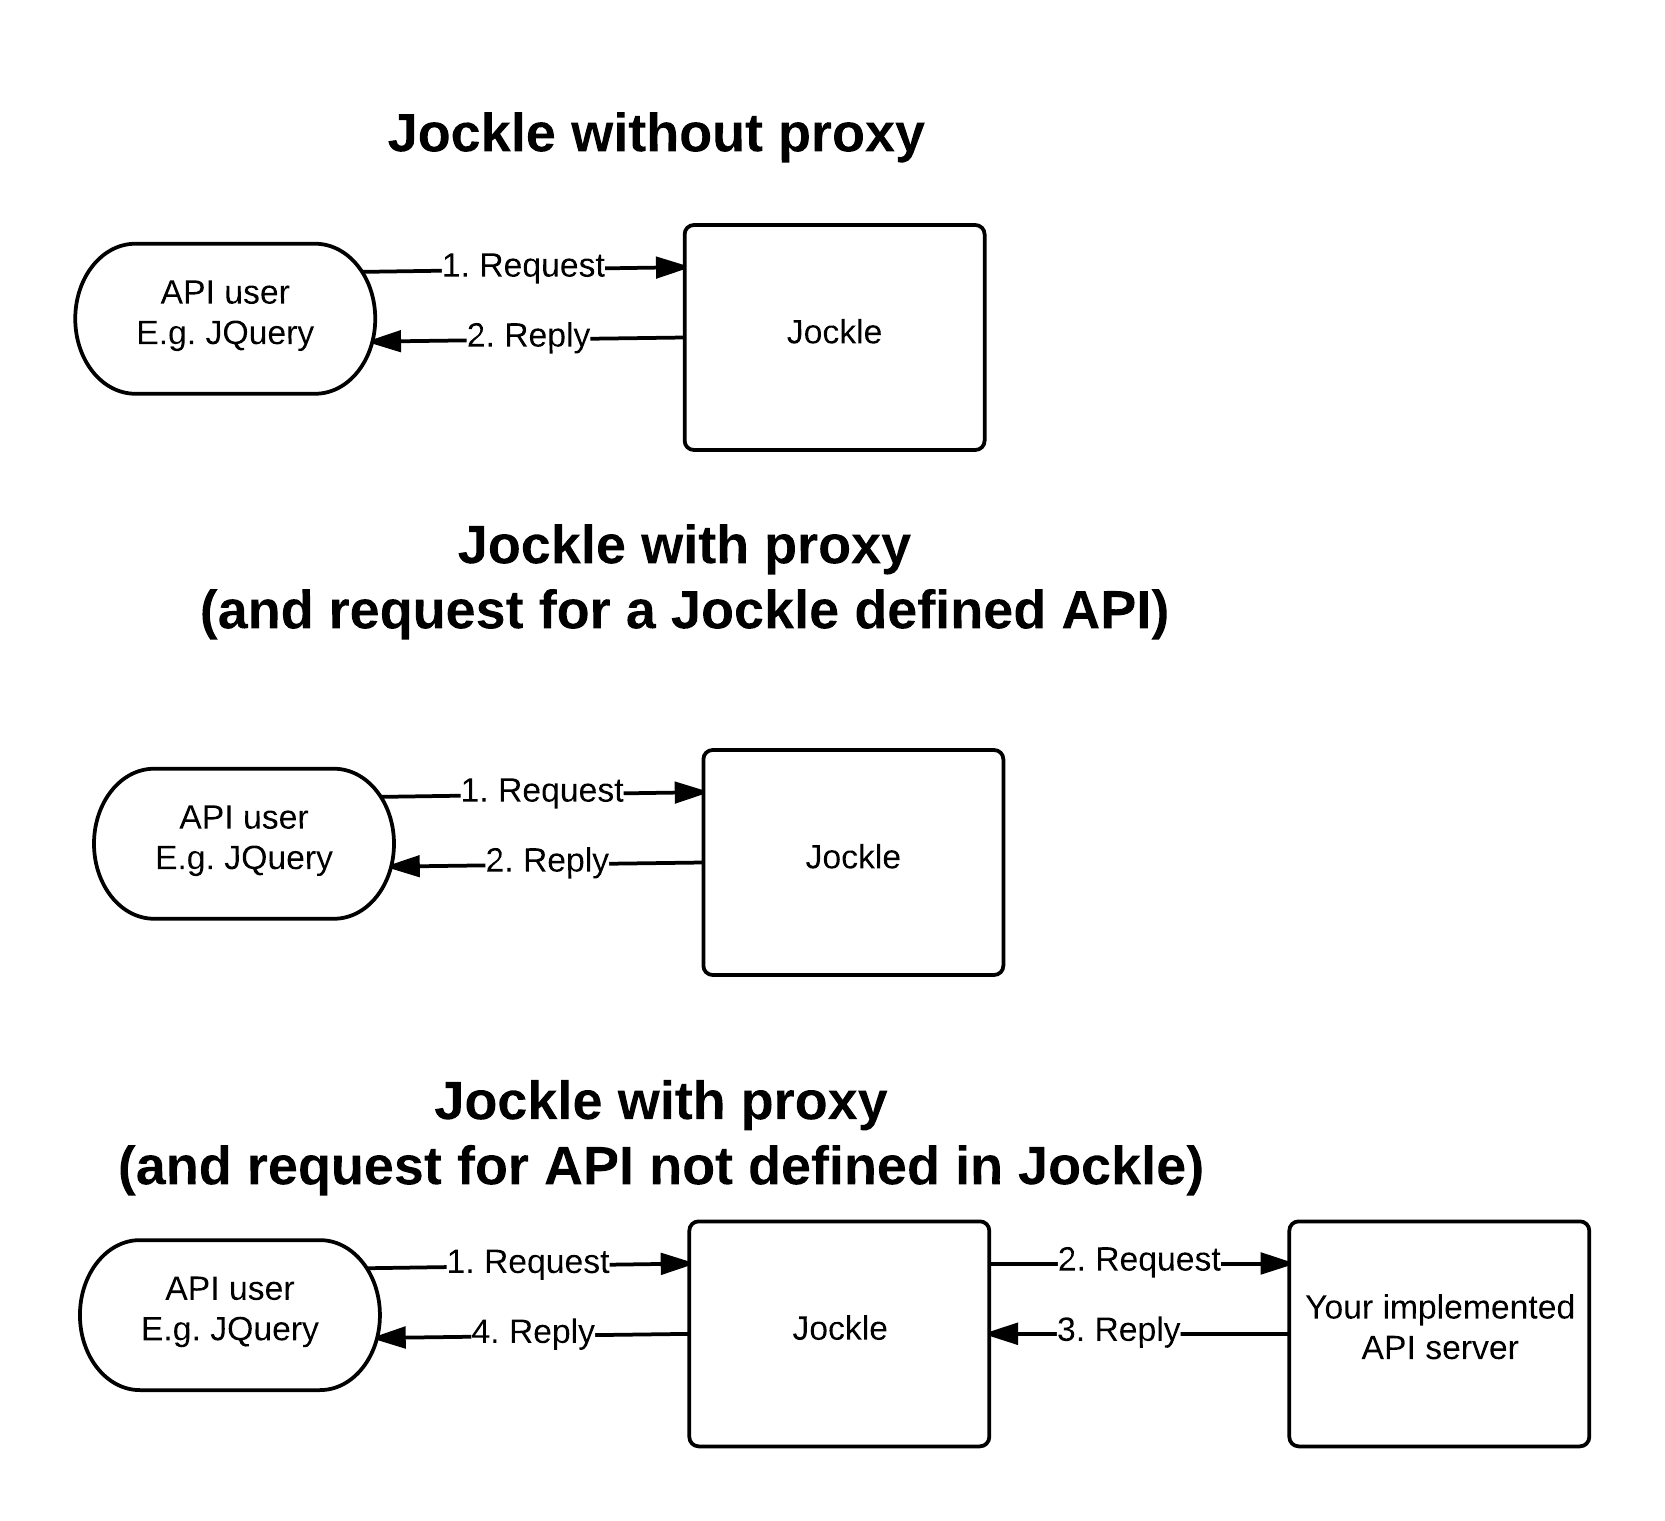 Jockle without proxy
1. Request
API user
E.g. JQuery
2. Reply
Jockle
Jockle with proxy
(and request for a Jockle defined API)
1. Request
API user
E.g. JQuery
2. Reply
Jockle
Jockle with proxy
(and request for API not defined in Jockle)
1. Request
2. Request
API user
E.g. JQuery
4. Reply
Jockle
3. Reply
Your implemented
API server